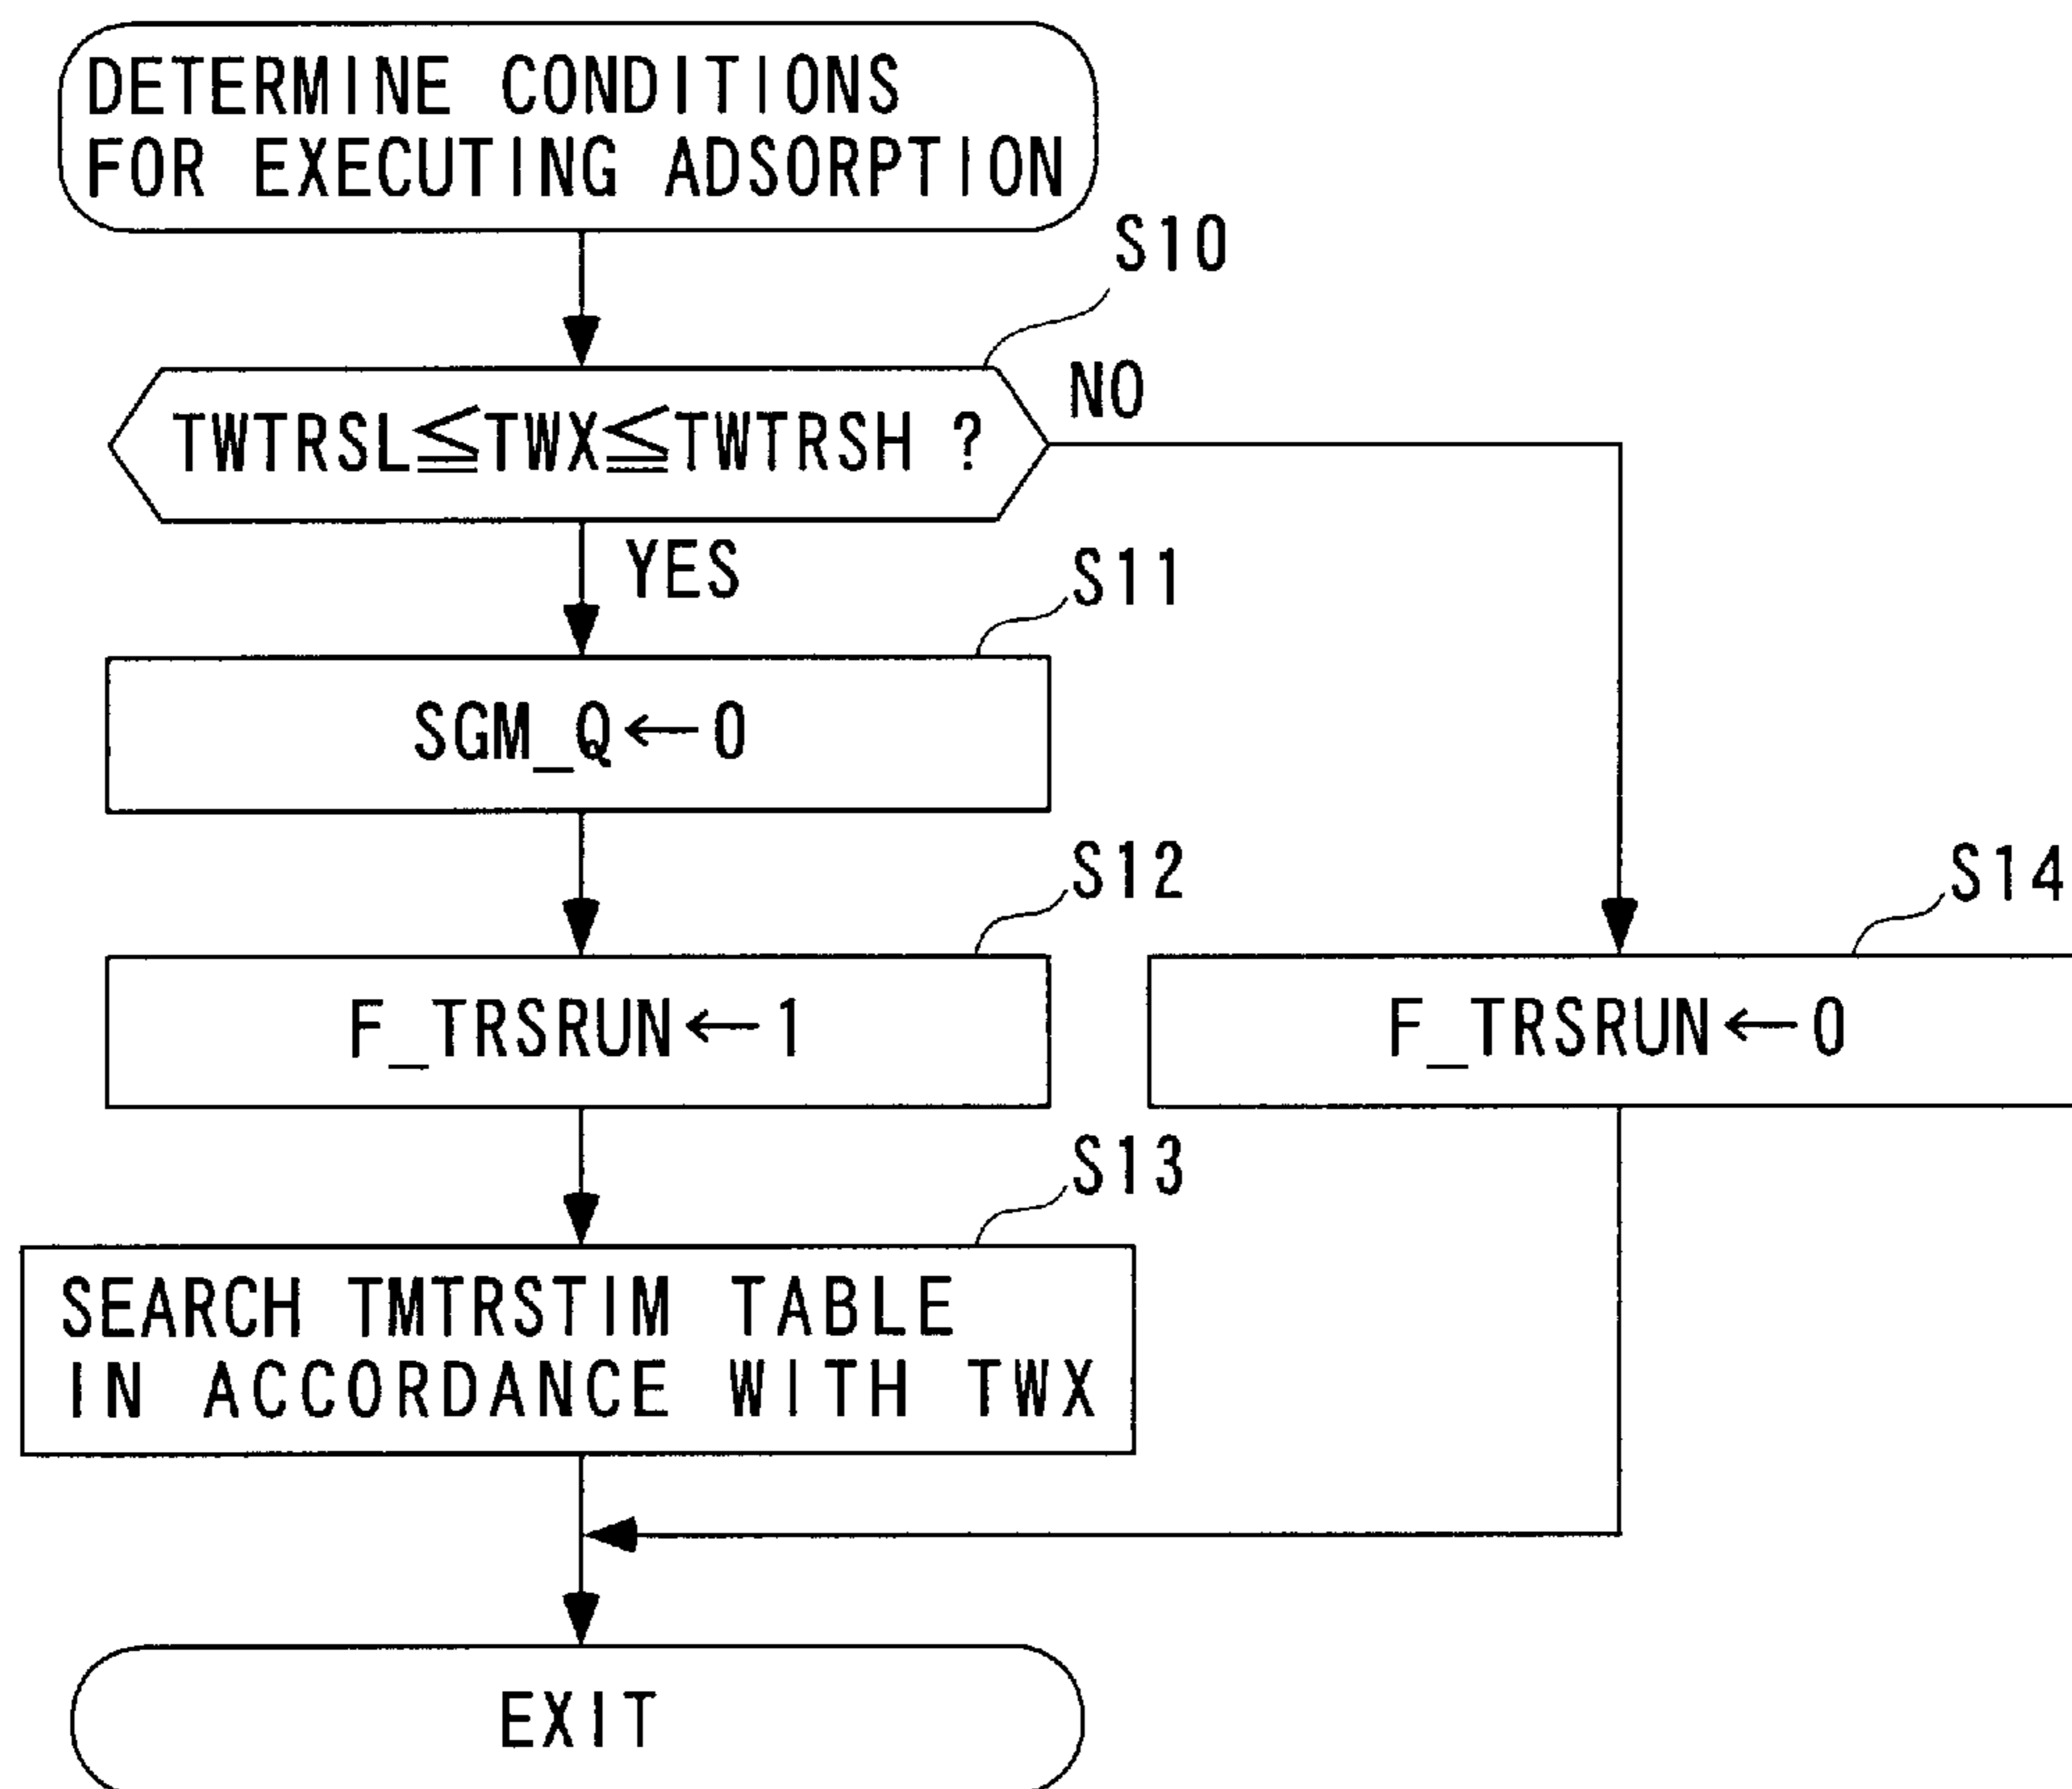 DETERMINE CONDITIONS
FOR EXECUTING ADSORPTION
S10
TWTRSL≦TWX≦TWTRSH ?
NO
YES
S11
SGM_Q←0
S12
F_TRSRUN←1
S14
F_TRSRUN←0
S13
SEARCH TMTRSTIM TABLE
IN ACCORDANCE WITH TWX
EXIT